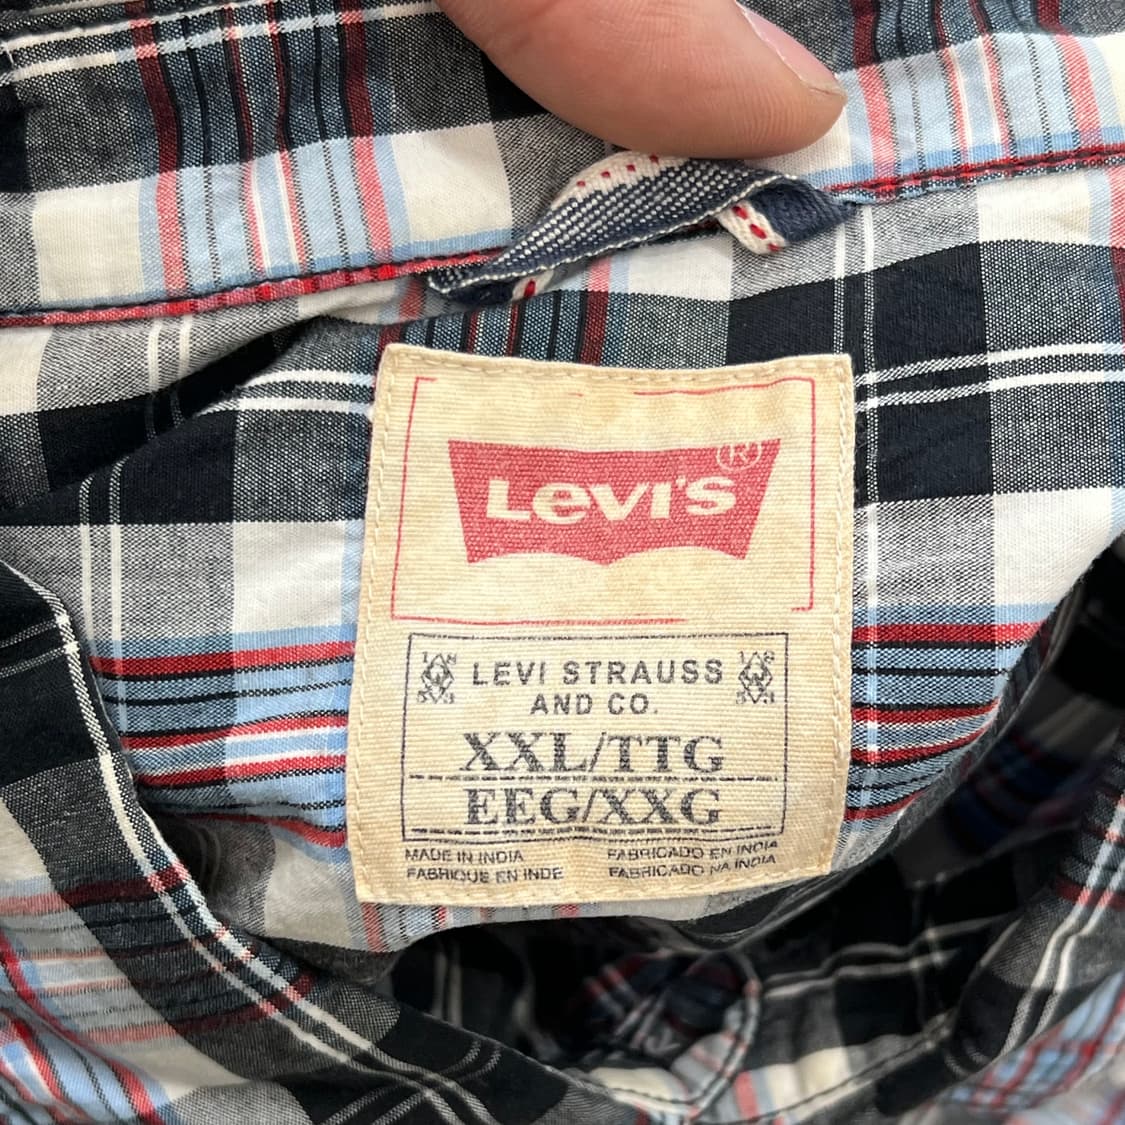 Levi's®
LEVI STRAUSS
AND CO.
XXL/TTG
EEG/XXG
MADE IN INDIA
FABRIQUE EN INDE
FABRICADO EN INDIA
FABRICADO NA INDIA